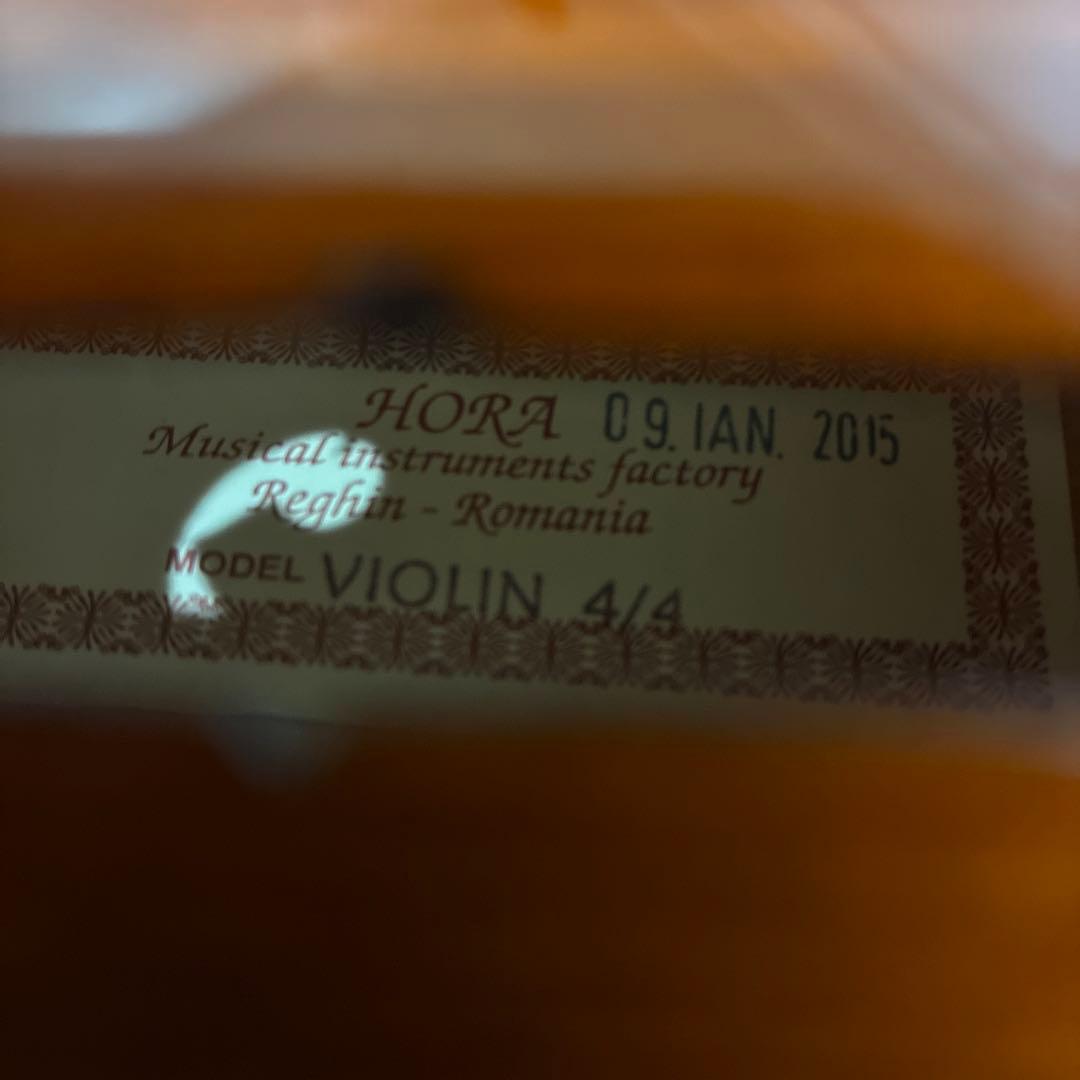 HORA 09. IAN. 2015
Musical instruments factory
Reghin - Romania
MODEL VIOLIN 4/4